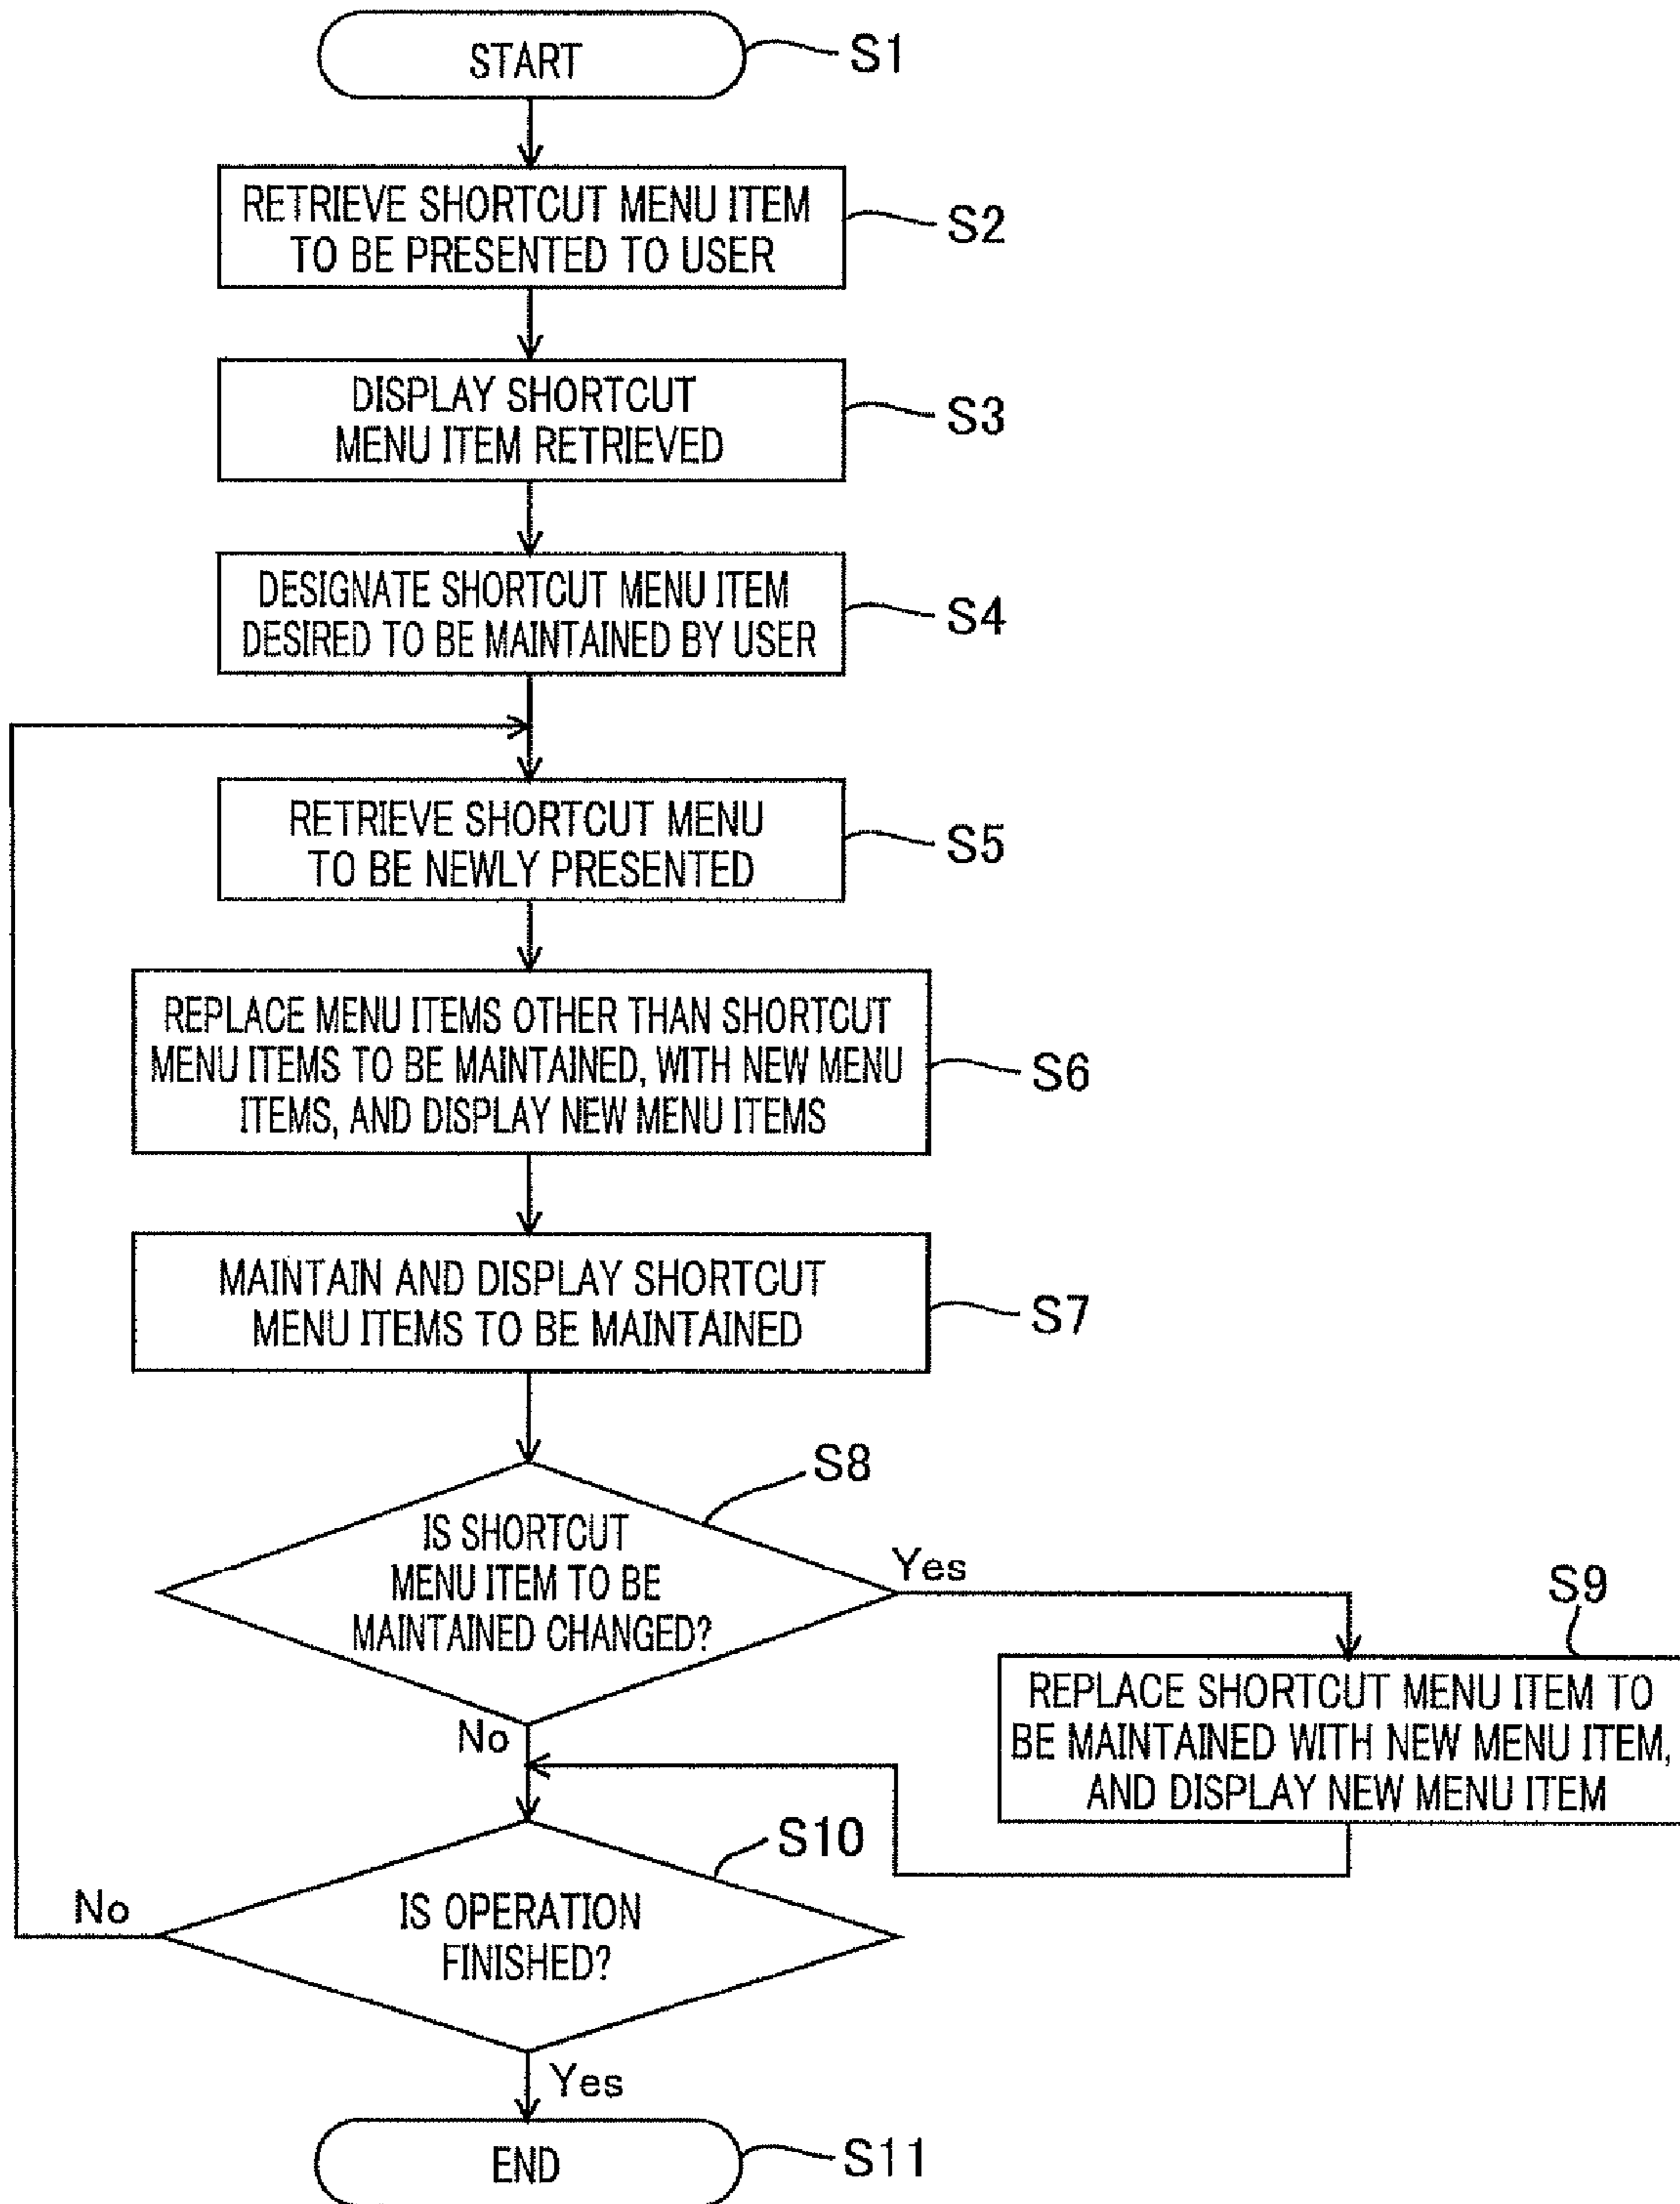 START
S1
RETRIEVE SHORTCUT MENU ITEM
TO BE PRESENTED TO USER
S2
DISPLAY SHORTCUT
MENU ITEM RETRIEVED
S3
DESIGNATE SHORTCUT MENU ITEM
DESIRED TO BE MAINTAINED BY USER
S4
RETRIEVE SHORTCUT MENU
TO BE NEWLY PRESENTED
S5
REPLACE MENU ITEMS OTHER THAN SHORTCUT
MENU ITEMS TO BE MAINTAINED, WITH NEW MENU
ITEMS, AND DISPLAY NEW MENU ITEMS
S6
MAINTAIN AND DISPLAY SHORTCUT
MENU ITEMS TO BE MAINTAINED
S7
S8
IS SHORTCUT
MENU ITEM TO BE
MAINTAINED CHANGED?
Yes
No
S9
REPLACE SHORTCUT MENU ITEM TO
BE MAINTAINED WITH NEW MENU ITEM,
AND DISPLAY NEW MENU ITEM
S10
IS OPERATION
FINISHED?
No
Yes
END
S11